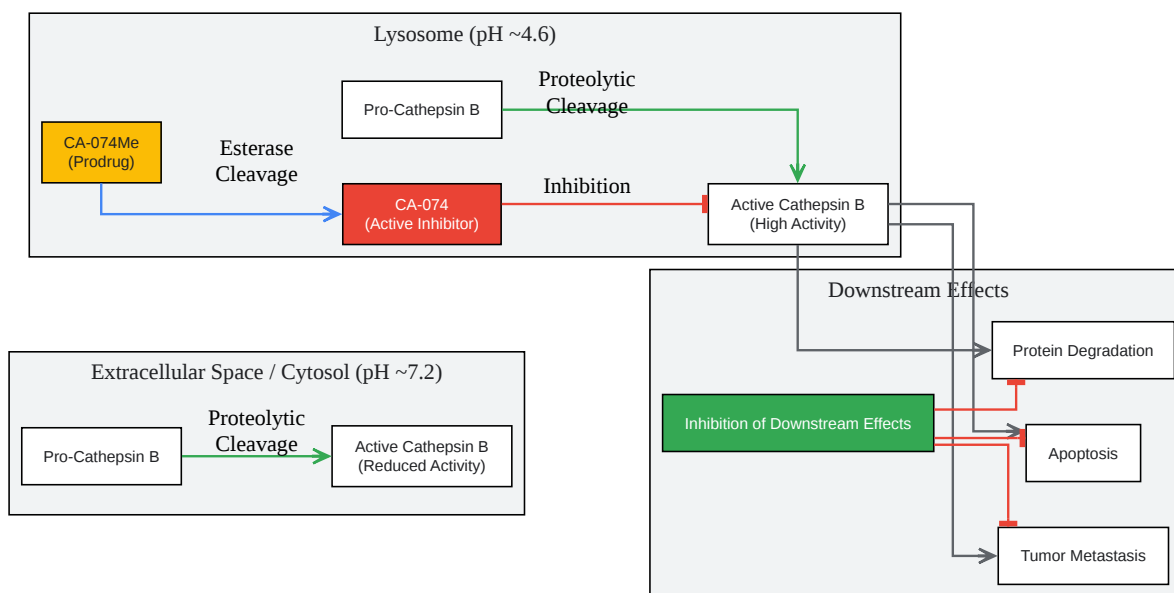 Lysosome (pH ~4.6)
Pro-Cathepsin B
Proteolytic
Cleavage
CA-074Me
(Prodrug)
Esterase
Cleavage
CA-074
(Active Inhibitor)
Inhibition
Active Cathepsin B
(High Activity)
Downstream Effects
Protein Degradation
Inhibition of Downstream Effects
Apoptosis
Tumor Metastasis
Extracellular Space / Cytosol (pH ~7.2)
Pro-Cathepsin B
Proteolytic
Cleavage
Active Cathepsin B
(Reduced Activity)